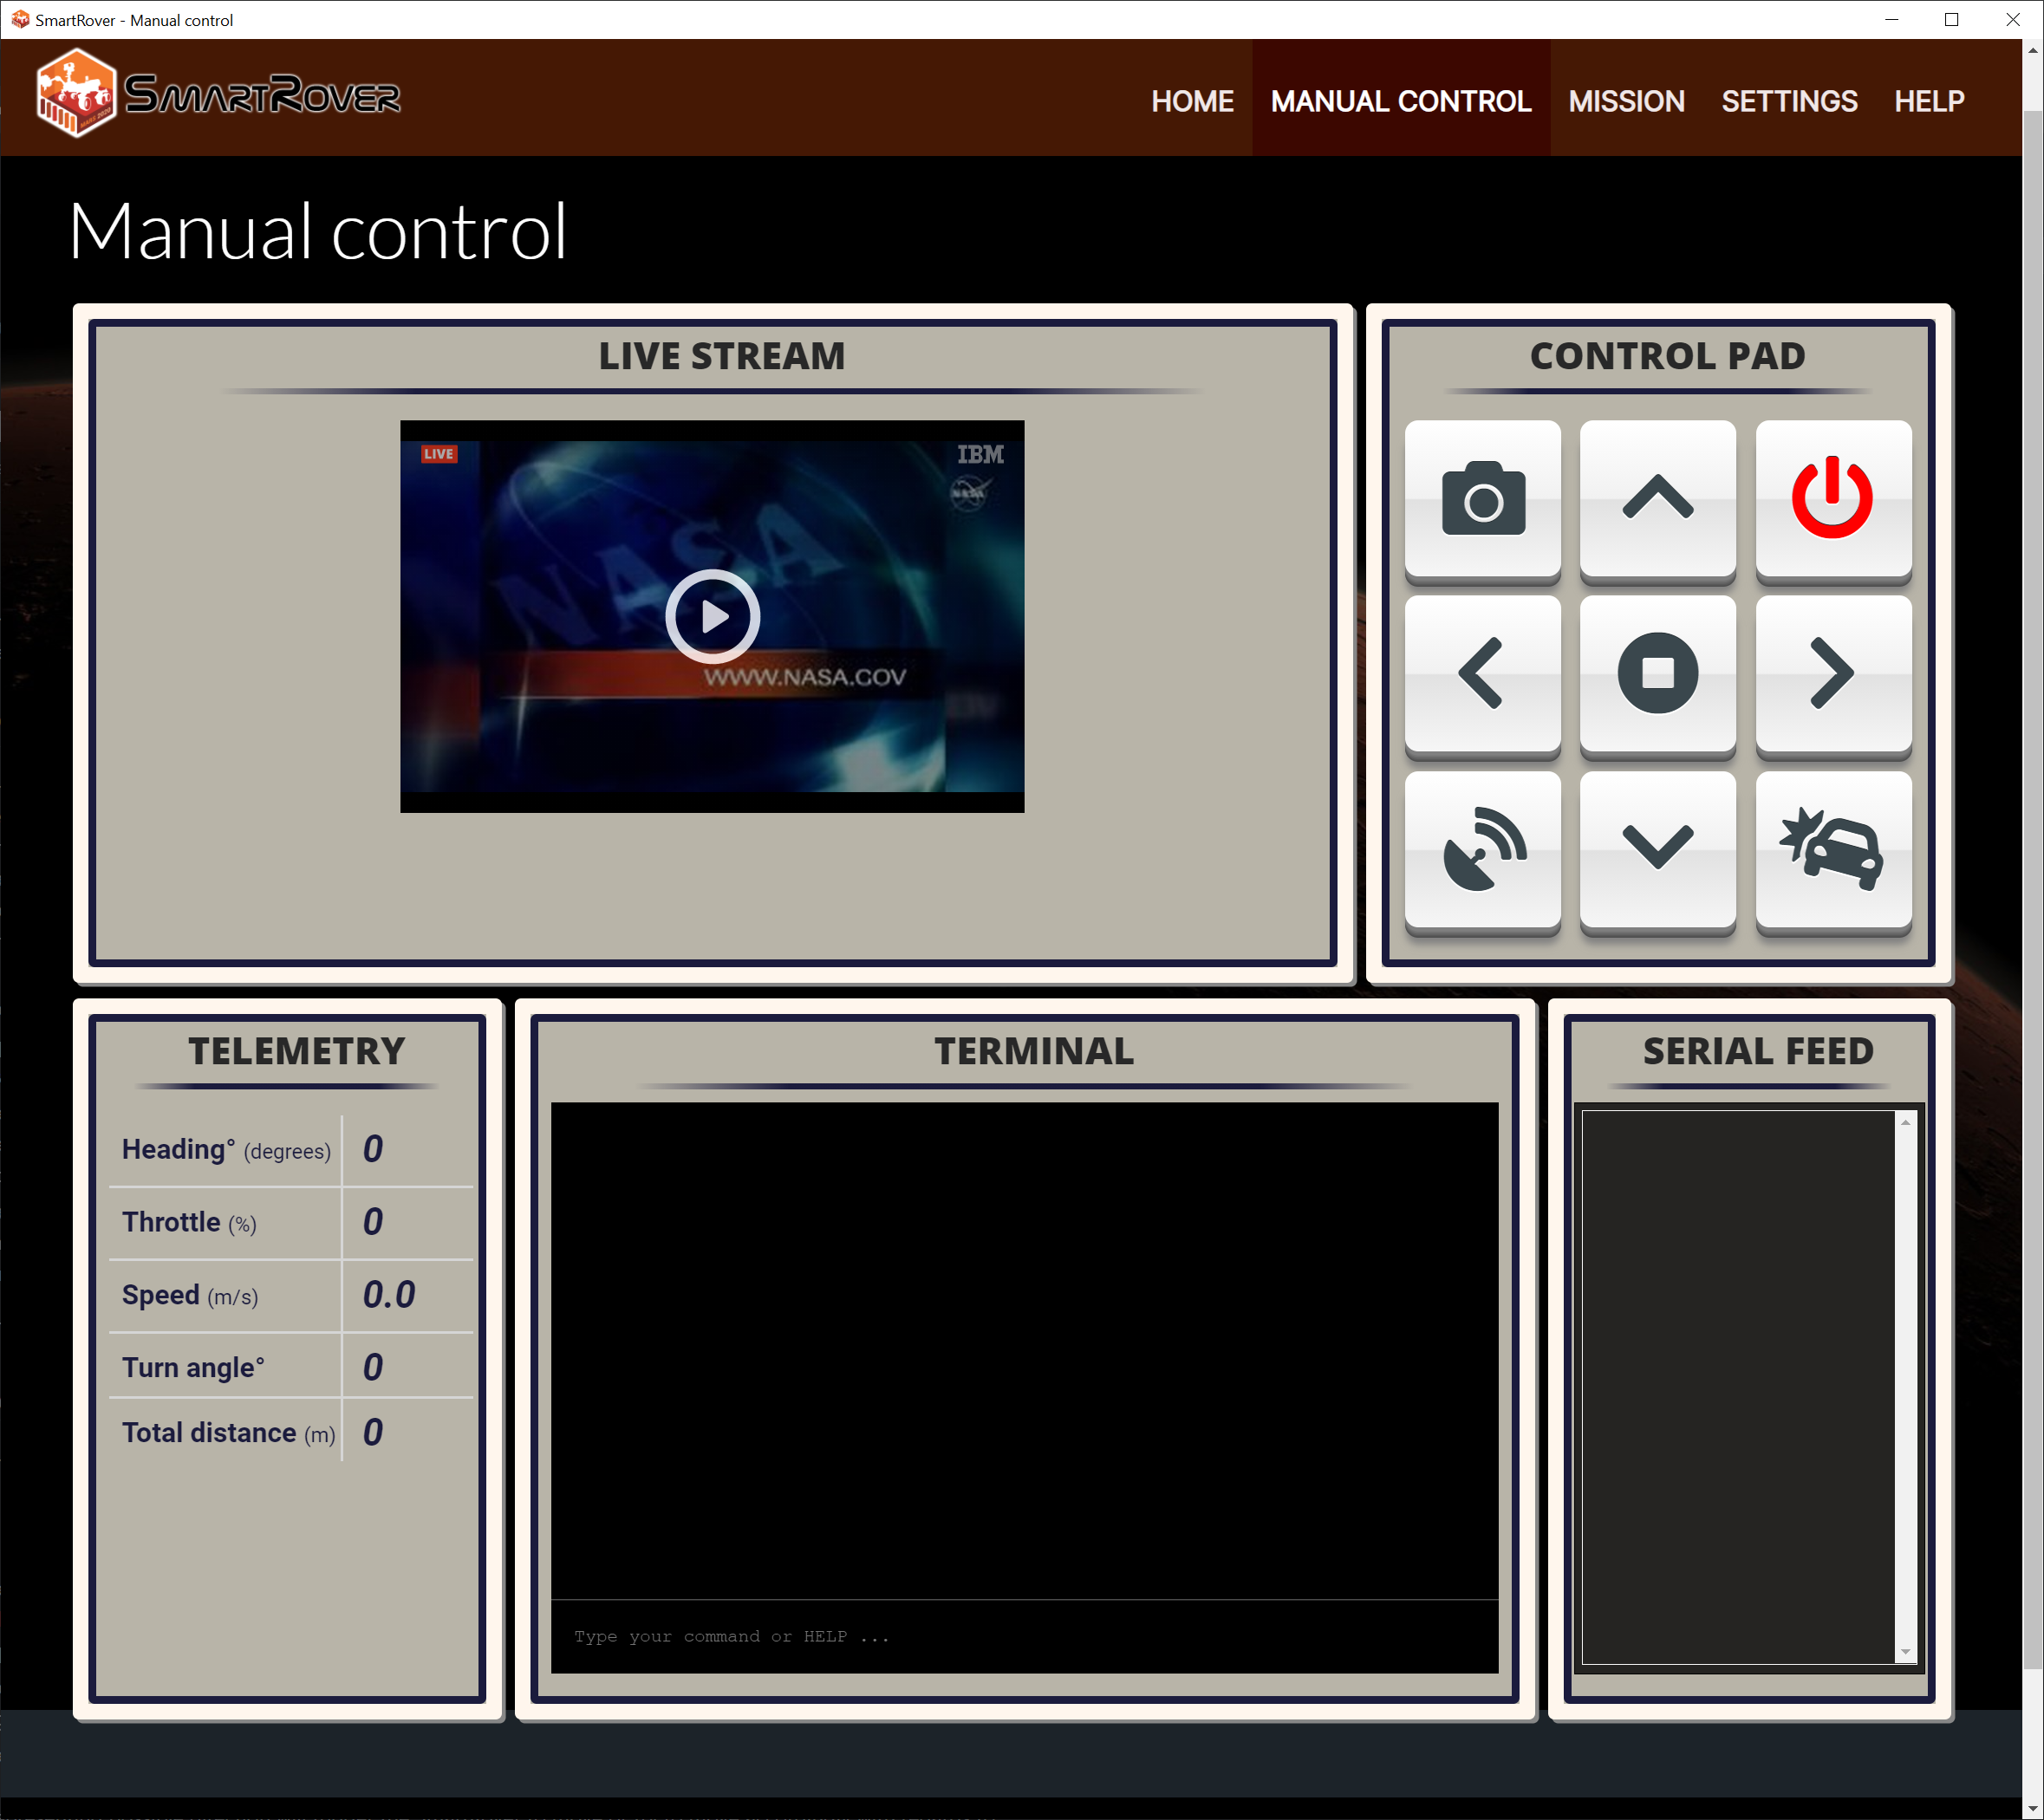 SmartRover - Manual control
SMARTROVER
HOME MANUAL CONTROL MISSION SETTINGS HELP
Manual control
LIVE STREAM
LIVE
IBM
NASA
NASA
WWW.NASA.GOV
CONTROL PAD
TELEMETRY
Heading° (degrees) 0
Throttle (%) 0
Speed (m/s) 0.0
Turn angle° 0
Total distance (m) 0
TERMINAL
Type your command or HELP ...
SERIAL FEED